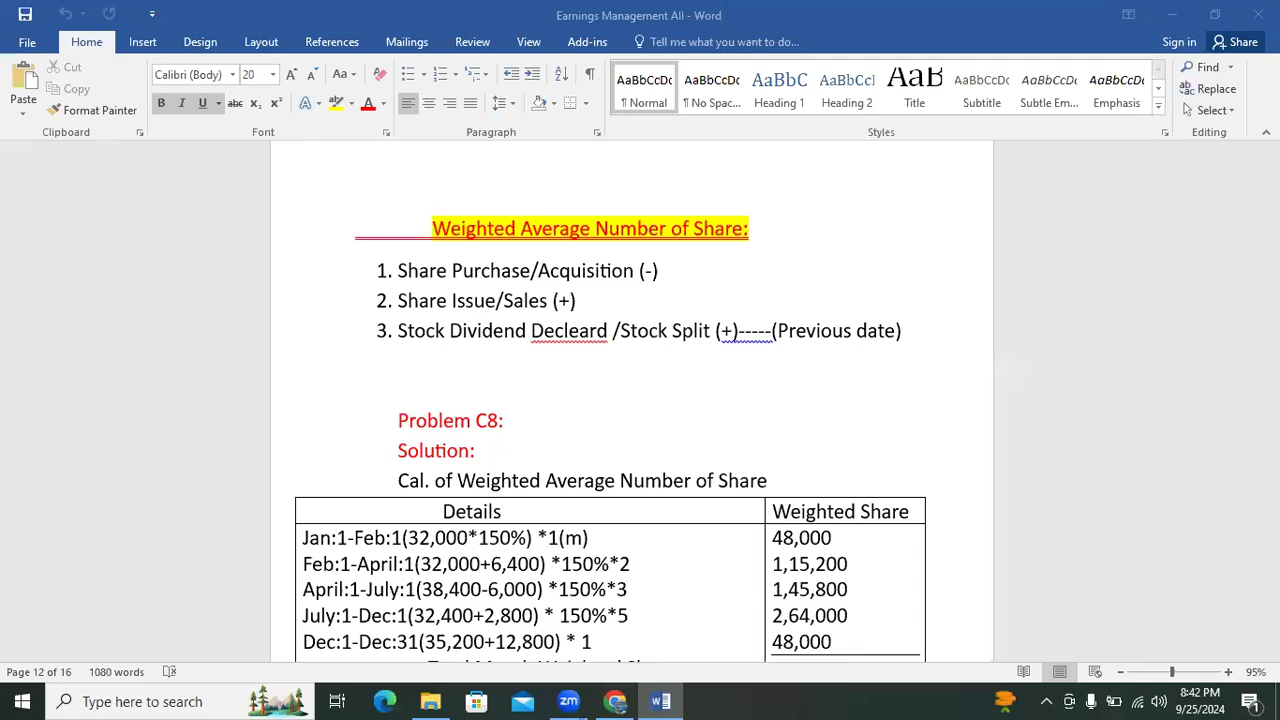 Earnings Management All - Word
File Home Insert Design Layout References Mailings Review View Add-ins Tell me what you want to do... Sign in Share
Paste Cut Copy Format Painter
Calibri (Body) 20 Aa
B I U abc x₂ x² A A
AaBbCcDc AaBbCcDc AaBbC AaBbCcI AaB AaBbCcD AaBbCcDc AaBbCcDc
¶ Normal ¶ No Spac... Heading 1 Heading 2 Title Subtitle Subtle Em... Emphasis
Find Replace Select
Clipboard Font Paragraph Styles Editing
Weighted Average Number of Share:
1. Share Purchase/Acquisition (-)
2. Share Issue/Sales (+)
3. Stock Dividend Decleard /Stock Split (+)-----(Previous date)
Problem C8:
Solution:
Cal. of Weighted Average Number of Share
Details Weighted Share
Jan:1-Feb:1(32,000*150%) *1(m) 48,000
Feb:1-April:1(32,000+6,400) *150%*2 1,15,200
April:1-July:1(38,400-6,000) *150%*3 1,45,800
July:1-Dec:1(32,400+2,800) * 150%*5 2,64,000
Dec:1-Dec:31(35,200+12,800) * 1 48,000
Page 12 of 16 1080 words 95%
Type here to search
zm
8:42 PM
9/25/2024